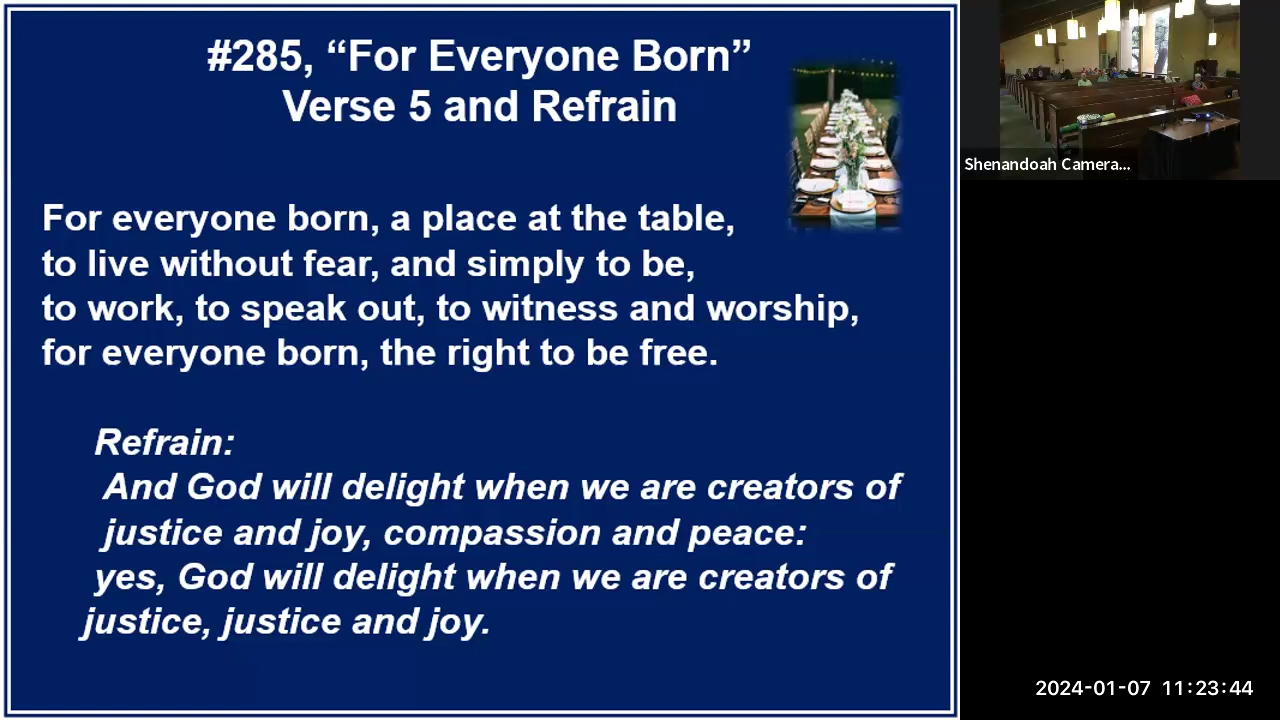 #285, “For Everyone Born”
Verse 5 and Refrain
For everyone born, a place at the table,
to live without fear, and simply to be,
to work, to speak out, to witness and worship,
for everyone born, the right to be free.
Refrain:
And God will delight when we are creators of
justice and joy, compassion and peace:
yes, God will delight when we are creators of
justice, justice and joy.
Shenandoah Camera...
2024-01-07 11:23:44